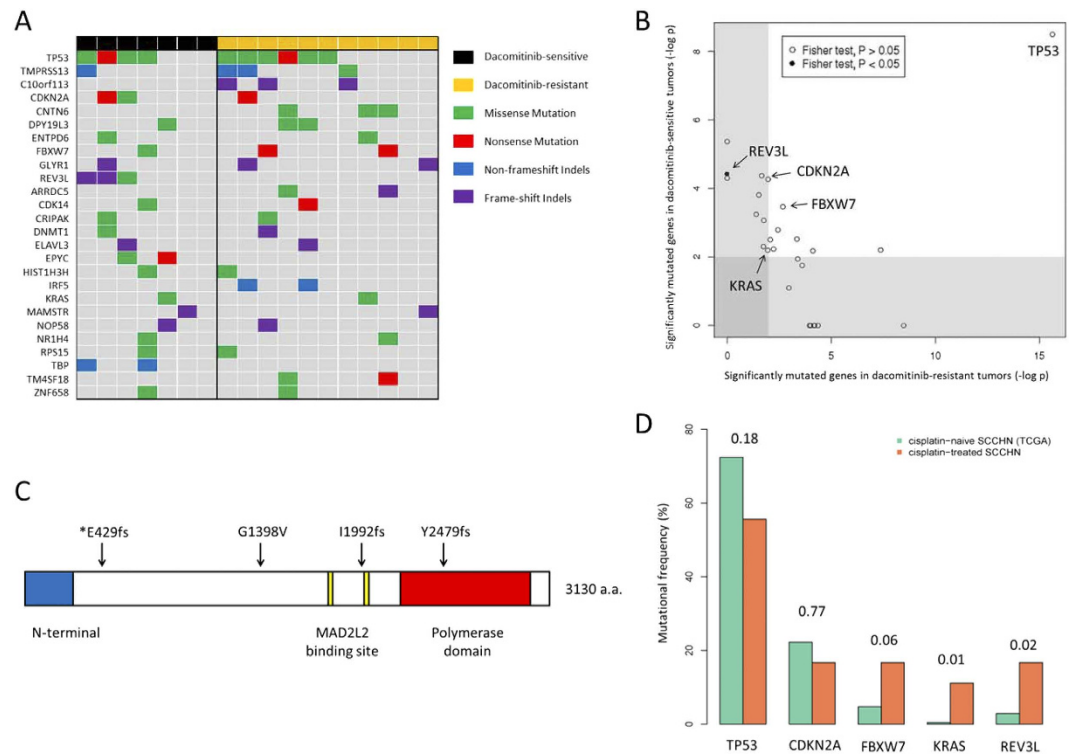 A
TP53
TMPRSS13
C10orf113
CDKN2A
CNTN6
DPY19L3
ENTPD6
FBXW7
GLYR1
REV3L
ARRDC5
CDK14
CRIPAK
DNMT1
ELAVL3
EPYC
HIST1H3H
IRF5
KRAS
MAMSTR
NOP58
NR1H4
RPS15
TBP
TM4SF18
ZNF658
Dacomitinib-sensitive
Dacomitinib-resistant
Missense Mutation
Nonsense Mutation
Non-frameshift Indels
Frame-shift Indels
B
Significantly mutated genes in dacomitinib-sensitive tumors (-log p)
8
6
4
2
0
Fisher test, P > 0.05
Fisher test, P < 0.05
TP53
REV3L
CDKN2A
FBXW7
KRAS
0 5 10 15
Significantly mutated genes in dacomitinib-resistant tumors (-log p)
C
*E429fs G1398V I1992fs Y2479fs
3130 a.a.
N-terminal
MAD2L2
binding site
Polymerase
domain
D
Mutational frequency (%)
80
60
40
20
0
cisplatin-naive SCCHN (TCGA)
cisplatin-treated SCCHN
0.18
0.77
0.06
0.01
0.02
TP53 CDKN2A FBXW7 KRAS REV3L